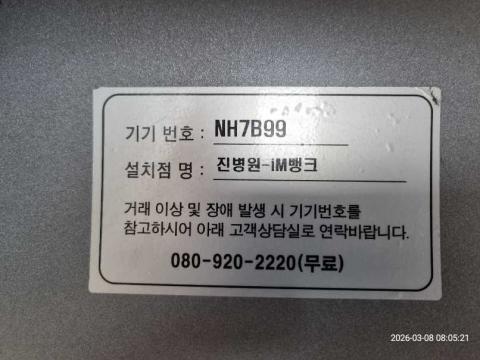 기기 번호 : NH7B99
설치점 명 : 진병원-iM뱅크
거래 이상 및 장애 발생 시 기기번호를
참고하시어 아래 고객상담실로 연락바랍니다.
080-920-2220(무료)
2026-03-08 08:05:21